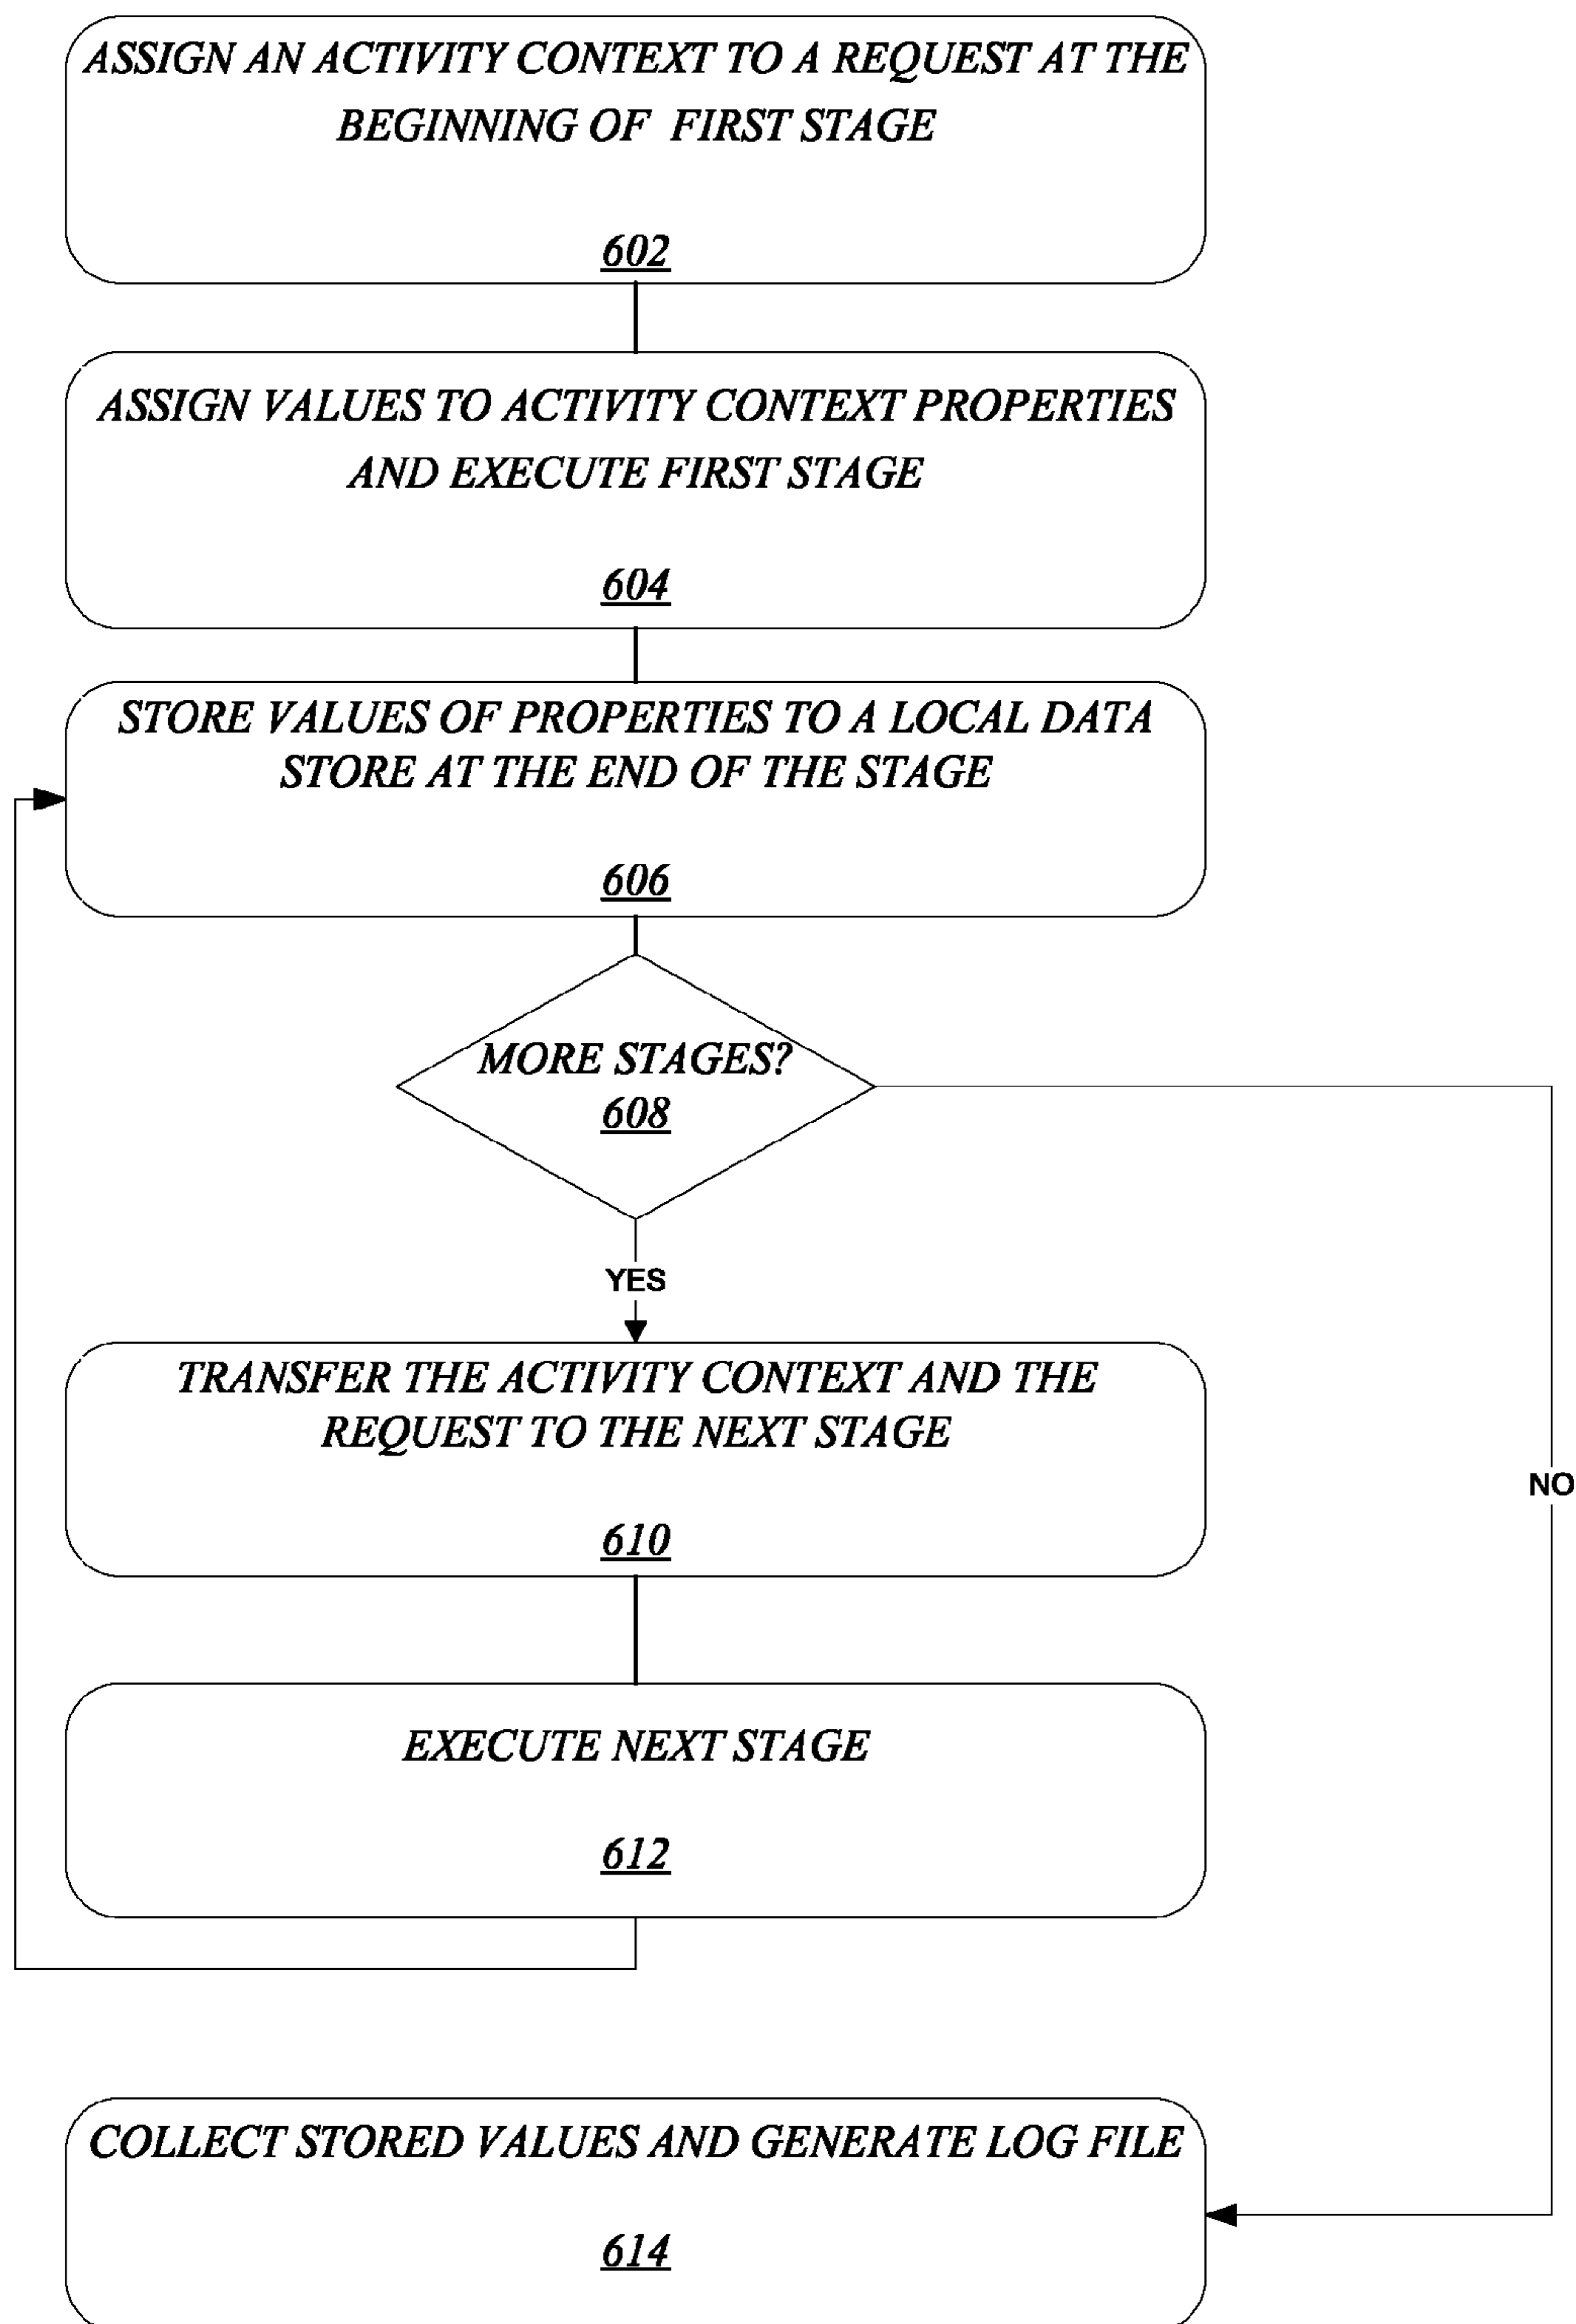 ASSIGN AN ACTIVITY CONTEXT TO A REQUEST AT THE
BEGINNING OF FIRST STAGE
602
ASSIGN VALUES TO ACTIVITY CONTEXT PROPERTIES
AND EXECUTE FIRST STAGE
604
STORE VALUES OF PROPERTIES TO A LOCAL DATA
STORE AT THE END OF THE STAGE
606
MORE STAGES?
608
YES
TRANSFER THE ACTIVITY CONTEXT AND THE
REQUEST TO THE NEXT STAGE
NO
610
EXECUTE NEXT STAGE
612
COLLECT STORED VALUES AND GENERATE LOG FILE
614